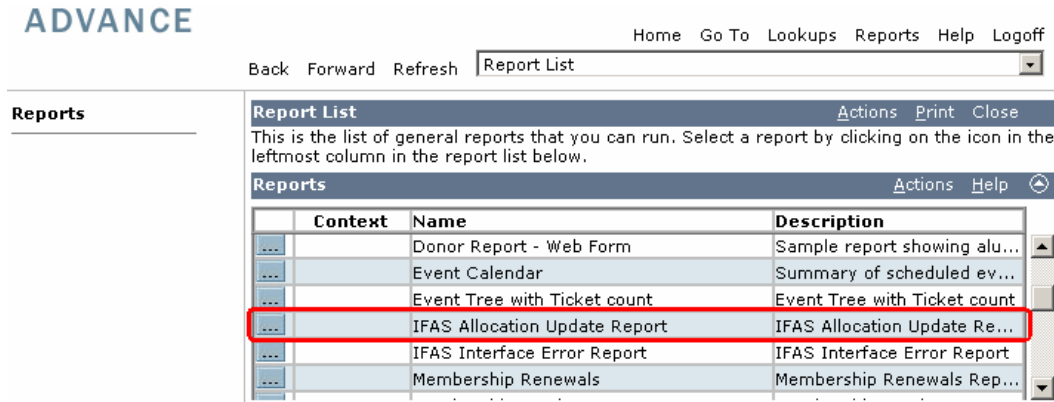 ADVANCE
Home Go To Lookups Reports Help Logoff
Back Forward Refresh Report List
Reports
Report List Actions Print Close
This is the list of general reports that you can run. Select a report by clicking on the icon in the
leftmost column in the report list below.
Reports Actions Help
Context Name Description
... Donor Report - Web Form Sample report showing alu...
... Event Calendar Summary of scheduled ev...
... Event Tree with Ticket count Event Tree with Ticket count
... IFAS Allocation Update Report IFAS Allocation Update Re...
... IFAS Interface Error Report IFAS Interface Error Report
... Membership Renewals Membership Renewals Rep...